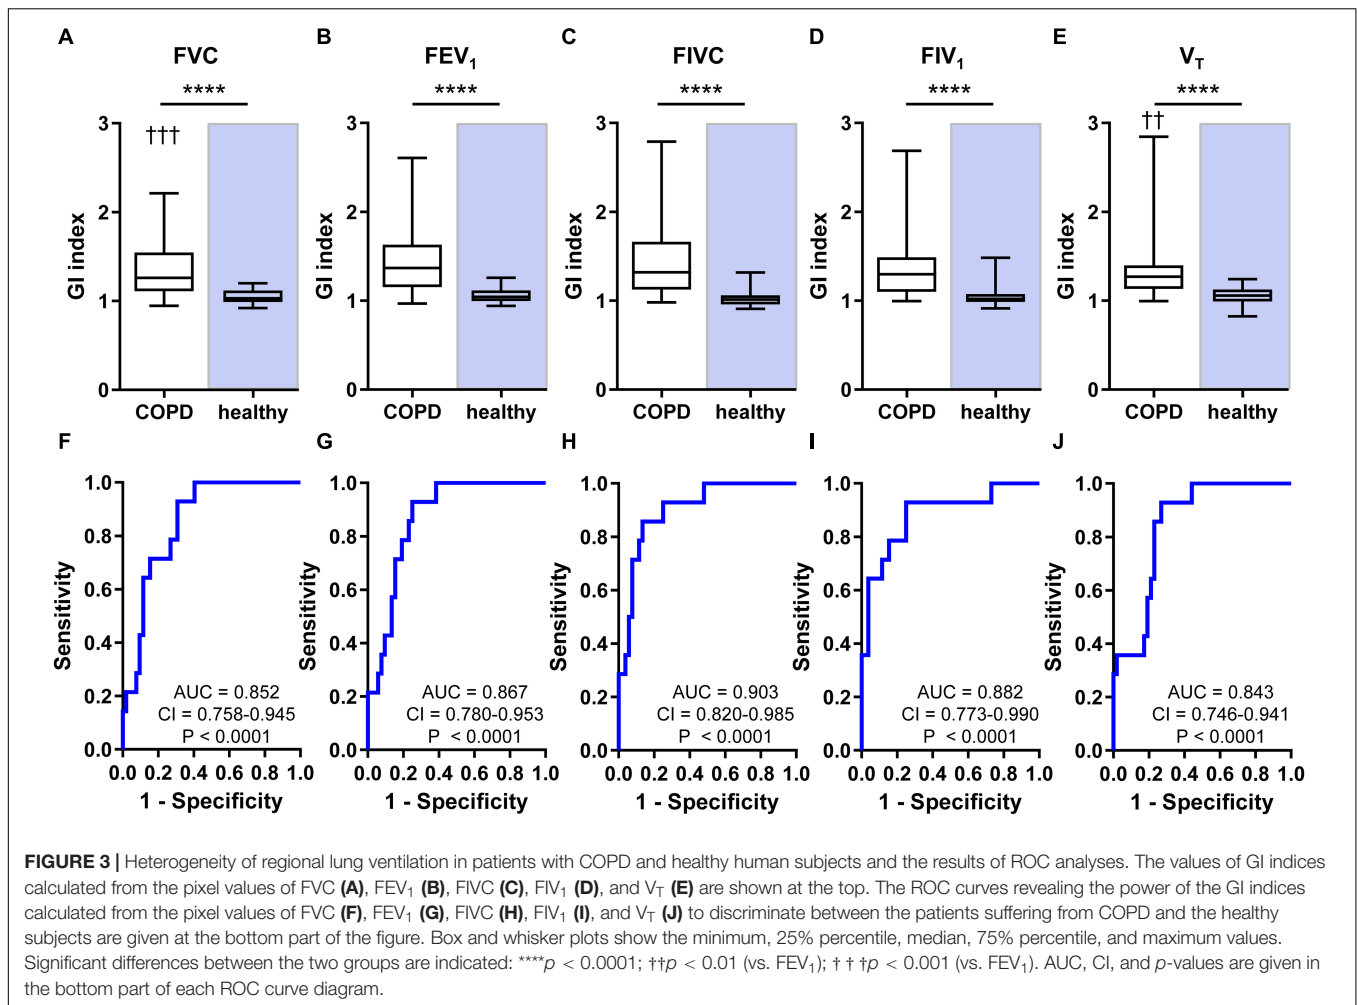 A FVC
****
†††
GI index
3
2
1
0
COPD healthy
B FEV1
****
GI index
3
2
1
0
COPD healthy
C FIVC
****
GI index
3
2
1
0
COPD healthy
D FIV1
****
GI index
3
2
1
0
COPD healthy
E VT
****
††
GI index
3
2
1
0
COPD healthy
F
Sensitivity
1.0
0.8
0.6
0.4
0.2
0.0
AUC = 0.852
CI = 0.758-0.945
P < 0.0001
0.0 0.2 0.4 0.6 0.8 1.0
1 - Specificity
G
Sensitivity
1.0
0.8
0.6
0.4
0.2
0.0
AUC = 0.867
CI = 0.780-0.953
P < 0.0001
0.0 0.2 0.4 0.6 0.8 1.0
1 - Specificity
H
Sensitivity
1.0
0.8
0.6
0.4
0.2
0.0
AUC = 0.903
CI = 0.820-0.985
P < 0.0001
0.0 0.2 0.4 0.6 0.8 1.0
1 - Specificity
I
Sensitivity
1.0
0.8
0.6
0.4
0.2
0.0
AUC = 0.882
CI = 0.773-0.990
P < 0.0001
0.0 0.2 0.4 0.6 0.8 1.0
1 - Specificity
J
Sensitivity
1.0
0.8
0.6
0.4
0.2
0.0
AUC = 0.843
CI = 0.746-0.941
P < 0.0001
0.0 0.2 0.4 0.6 0.8 1.0
1 - Specificity
FIGURE 3 | Heterogeneity of regional lung ventilation in patients with COPD and healthy human subjects and the results of ROC analyses. The values of GI indices
calculated from the pixel values of FVC (A), FEV1 (B), FIVC (C), FIV1 (D), and VT (E) are shown at the top. The ROC curves revealing the power of the GI indices
calculated from the pixel values of FVC (F), FEV1 (G), FIVC (H), FIV1 (I), and VT (J) to discriminate between the patients suffering from COPD and the healthy
subjects are given at the bottom part of the figure. Box and whisker plots show the minimum, 25% percentile, median, 75% percentile, and maximum values.
Significant differences between the two groups are indicated: ****p < 0.0001; ††p < 0.01 (vs. FEV1); † † †p < 0.001 (vs. FEV1). AUC, CI, and p-values are given in
the bottom part of each ROC curve diagram.